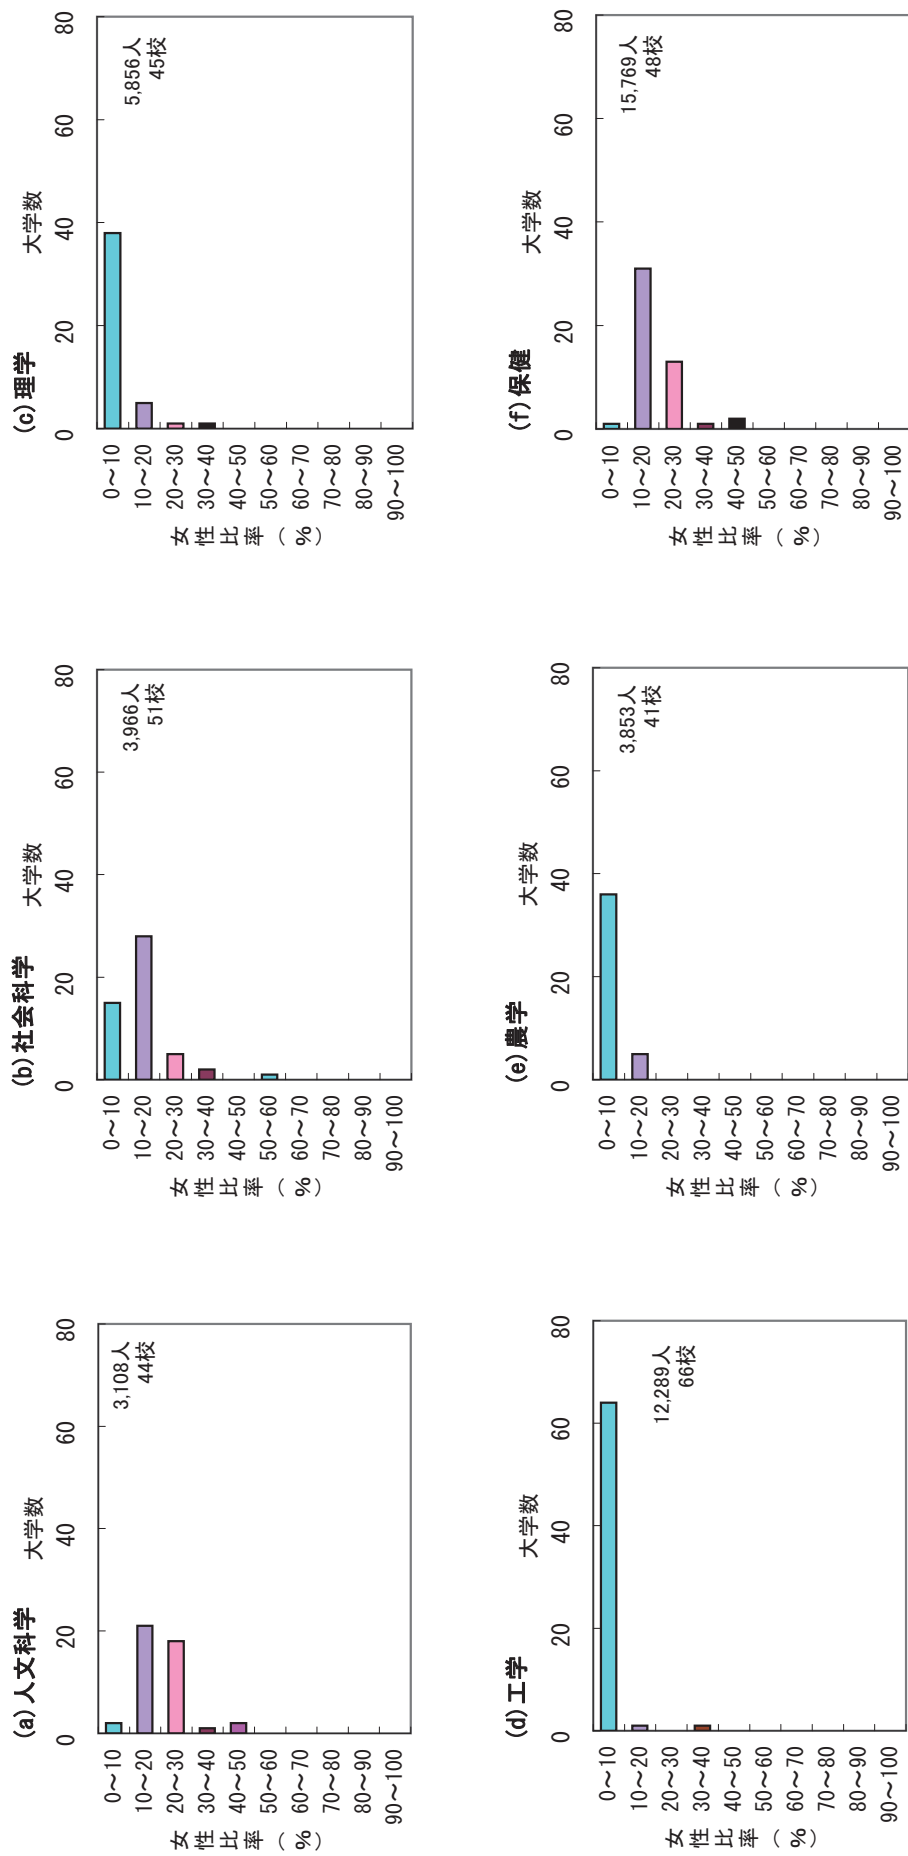 (a)人文科学
大学数
0 20 40 60 80
3,108人
44校
0～10
10～20
20～30
30～40
40～50
50～60
60～70
70～80
80～90
90～100
女性比率(%)
(b)社会科学
大学数
0 20 40 60 80
3,966人
51校
0～10
10～20
20～30
30～40
40～50
50～60
60～70
70～80
80～90
90～100
女性比率(%)
(c)理学
大学数
0 20 40 60 80
5,856人
45校
0～10
10～20
20～30
30～40
40～50
50～60
60～70
70～80
80～90
90～100
女性比率(%)
(d)工学
大学数
0 20 40 60 80
12,289人
66校
0～10
10～20
20～30
30～40
40～50
50～60
60～70
70～80
80～90
90～100
女性比率(%)
(e)農学
大学数
0 20 40 60 80
3,853人
41校
0～10
10～20
20～30
30～40
40～50
50～60
60～70
70～80
80～90
90～100
女性比率(%)
(f)保健
大学数
0 20 40 60 80
15,769人
48校
0～10
10～20
20～30
30～40
40～50
50～60
60～70
70～80
80～90
90～100
女性比率(%)